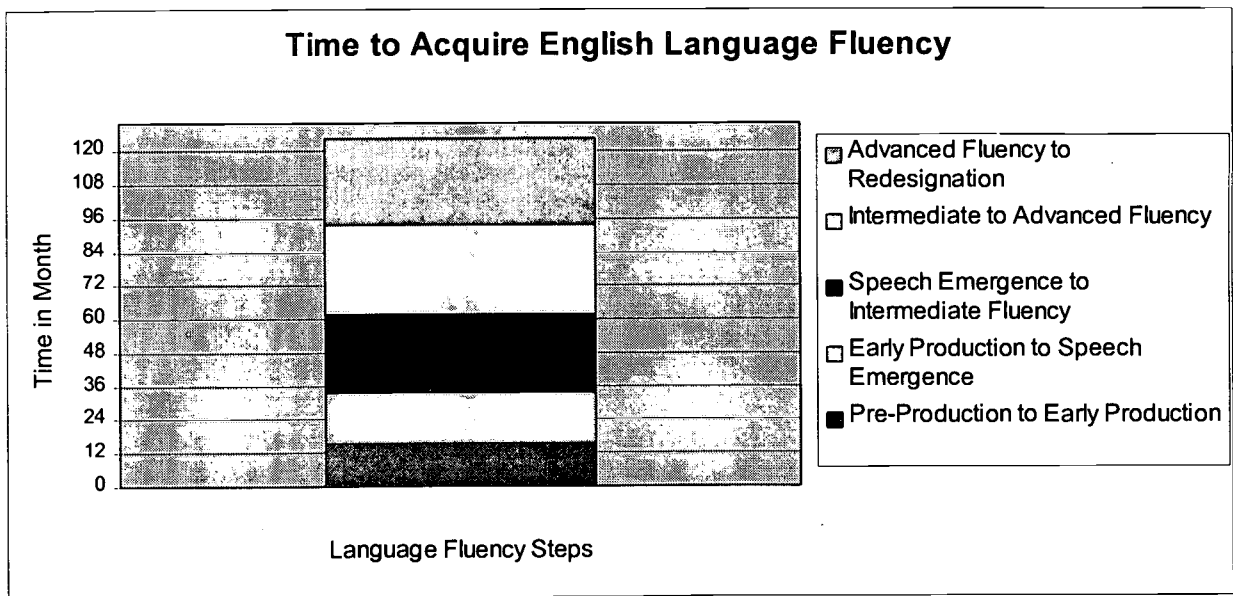 Time to Acquire English Language Fluency
120
108
96
84
72
60
48
36
24
12
0
Time in Month
Language Fluency Steps
Advanced Fluency to
Redesignation
Intermediate to Advanced Fluency
Speech Emergence to
Intermediate Fluency
Early Production to Speech
Emergence
Pre-Production to Early Production